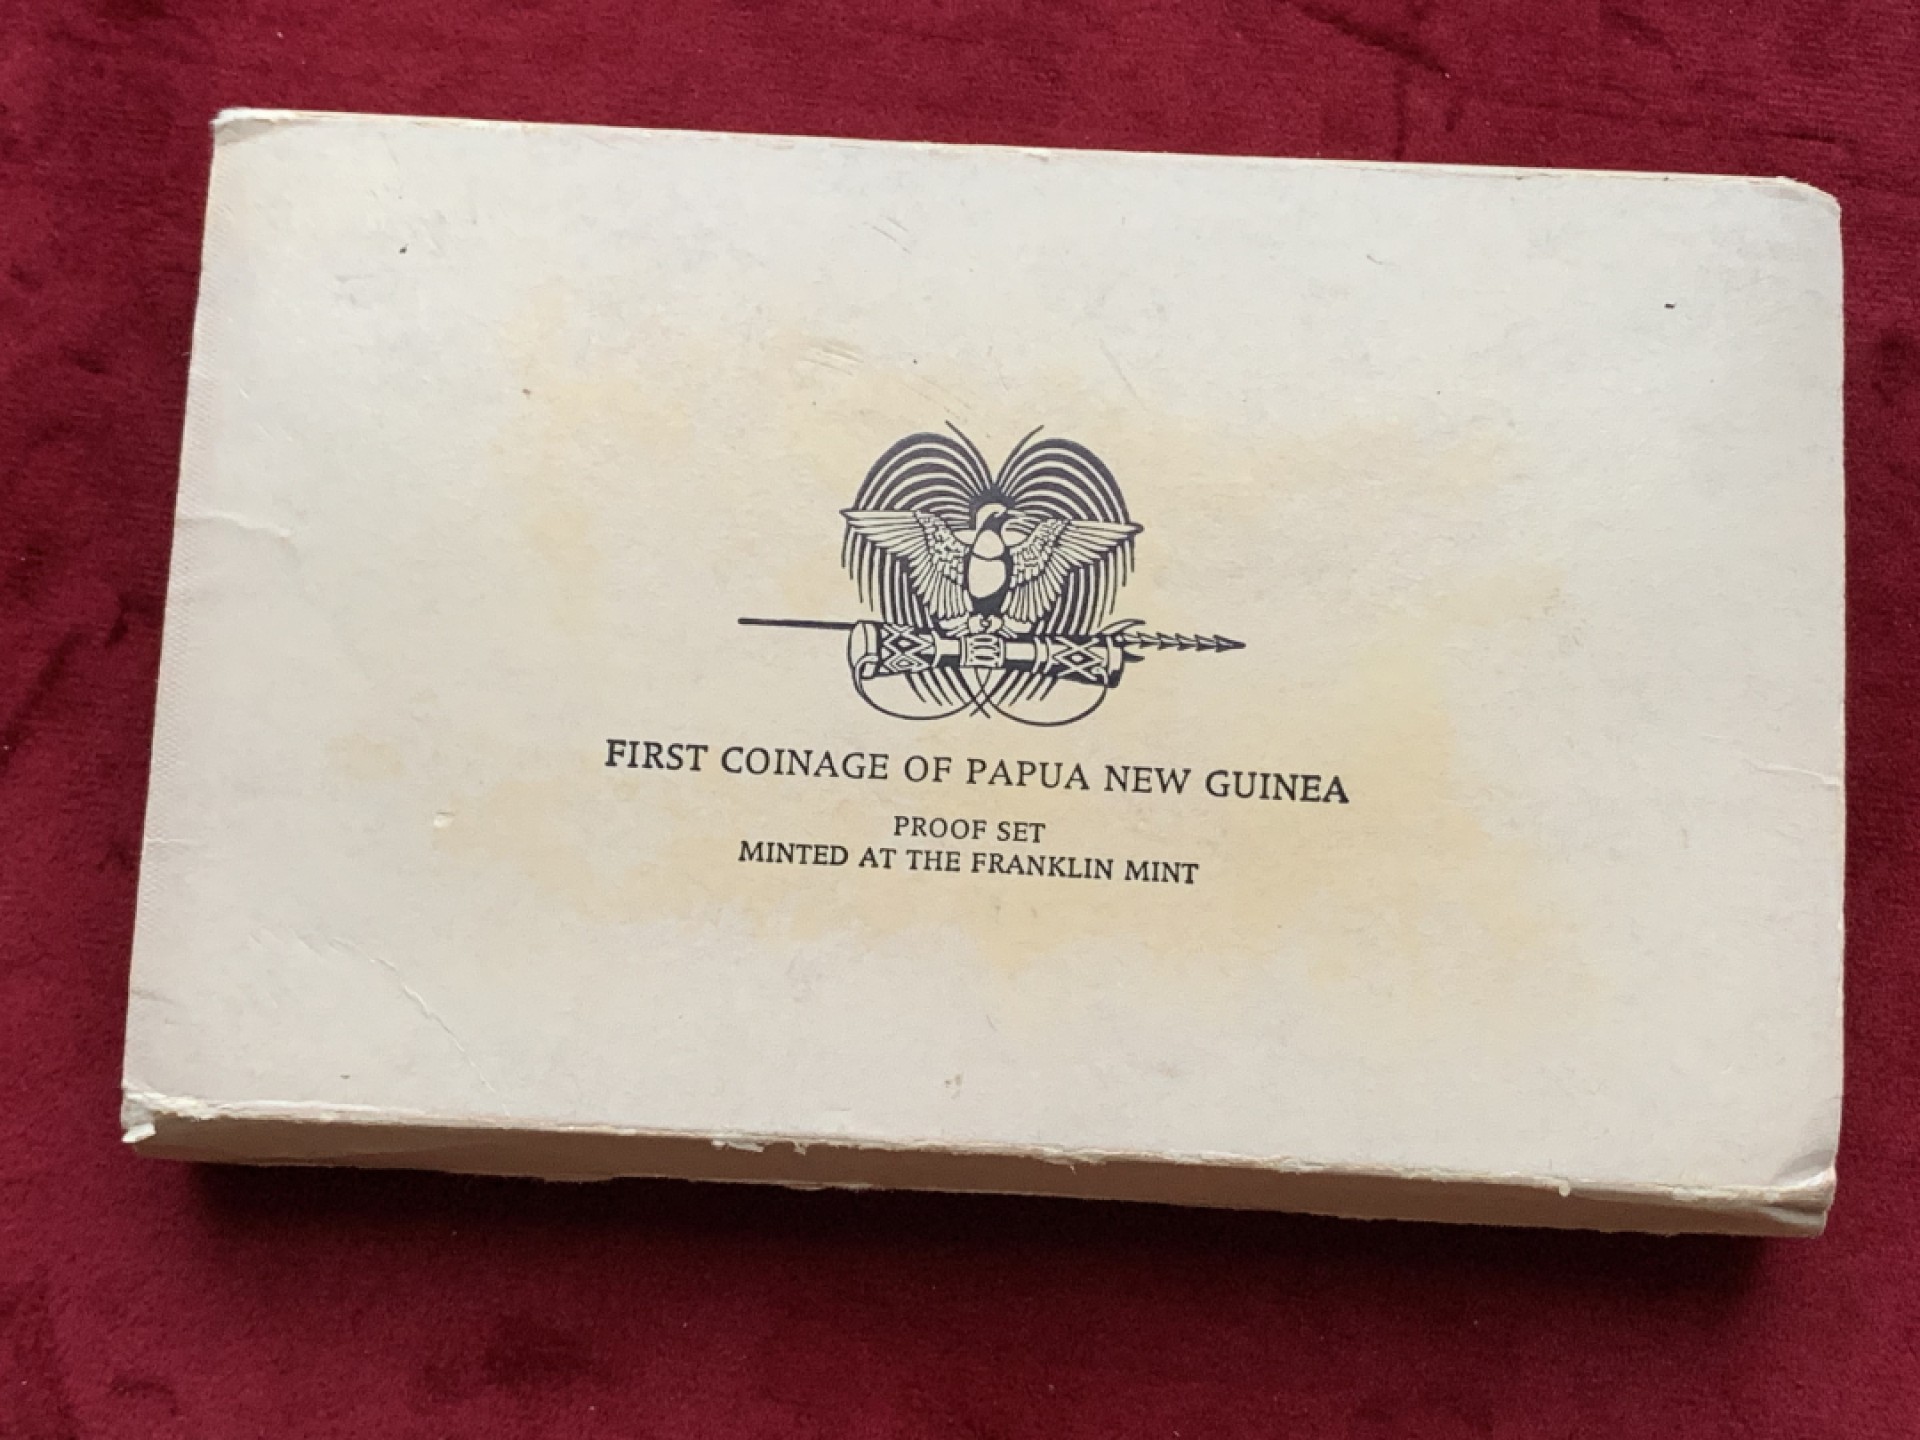 FIRST COINAGE OF PAPUA NEW GUINEA
PROOF SET
MINTED AT THE FRANKLIN MINT